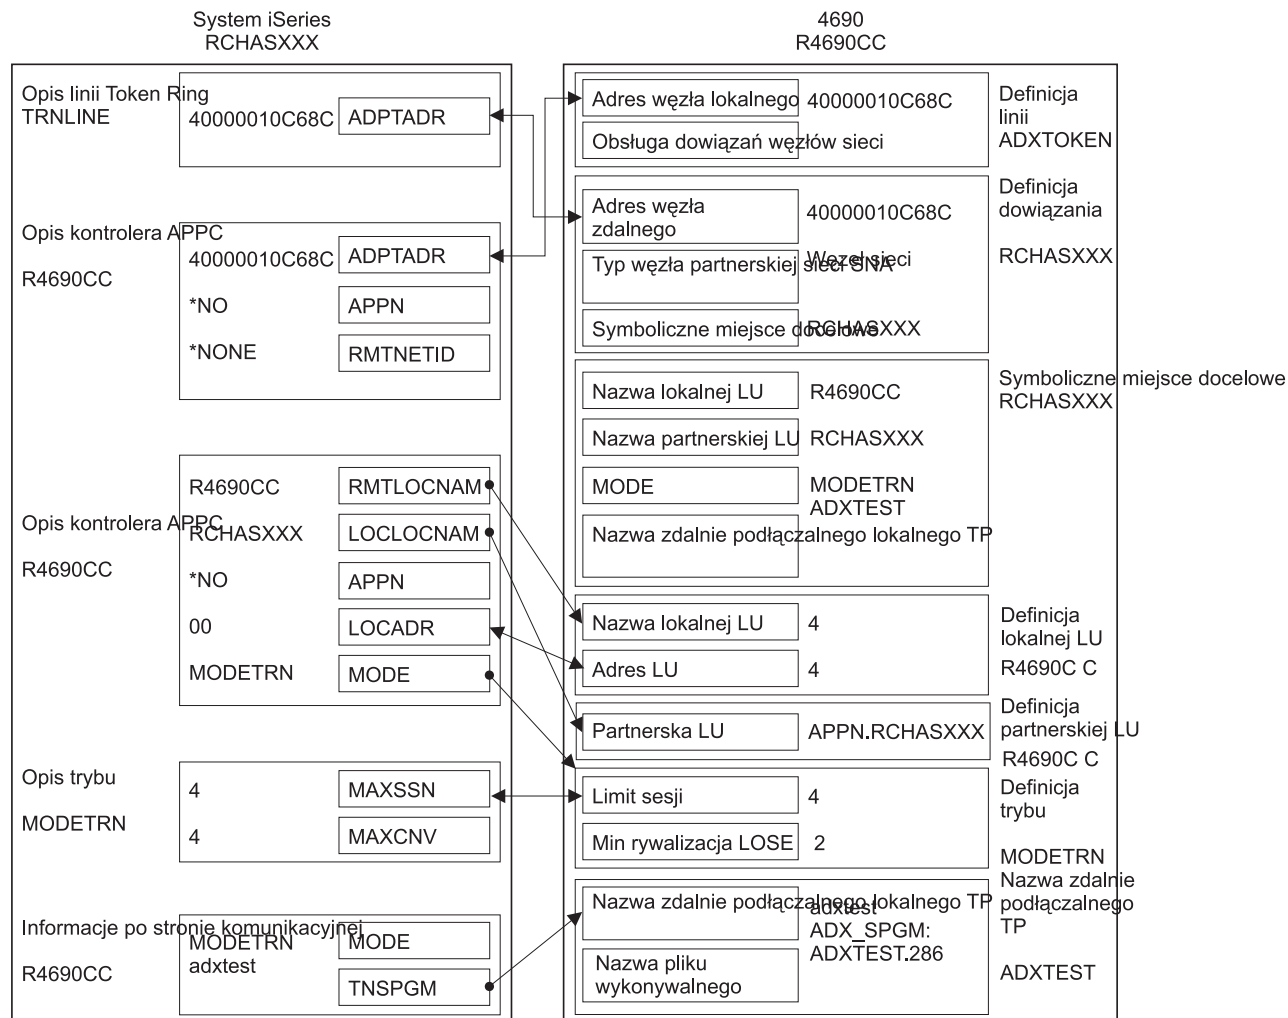 System iSeries
RCHASXXX
Opis linii Token Ring
TRNLINE
40000010C68C
ADPTADR
Opis kontrolera APPC
R4690CC
40000010C68C
ADPTADR
*NO
APPN
*NONE
RMTNETID
Opis kontrolera APPC
R4690CC
R4690CC
RMTLOCNAM
RCHASXXX
LOCLOCNAM
*NO
APPN
00
LOCADR
MODETRN
MODE
Opis trybu
MODETRN
4
MAXSSN
4
MAXCNV
Informacje po stronie komunikacyjnej
R4690CC
MODETRN
adxtest
MODE
TNSPGM
4690
R4690CC
Adres węzła lokalnego
40000010C68C
Obsługa dowiązań węzłów sieci
Definicja
linii
ADXTOKEN
Adres węzła
zdalnego
40000010C68C
Typ węzła partnerskiej sieci SNA
Węzeł sieci
Symboliczne miejsce docelowe
RCHASXXX
Definicja
dowiązania
RCHASXXX
Nazwa lokalnej LU
R4690CC
Nazwa partnerskiej LU
RCHASXXX
MODE
MODETRN
ADXTEST
Nazwa zdalnie podłączalnego lokalnego TP
Symboliczne miejsce docelowe
RCHASXXX
Nazwa lokalnej LU
4
Adres LU
4
Definicja
lokalnej LU
R4690C C
Partnerska LU
APPN.RCHASXXX
Definicja
partnerskiej LU
R4690C C
Limit sesji
4
Min rywalizacja LOSE
2
Definicja
trybu
MODETRN
Nazwa zdalnie podłączalnego lokalnego TP
adxtest
ADX_SPGM:
ADXTEST.286
Nazwa pliku
wykonywalnego
Nazwa zdalnie
podłączalnego
TP
ADXTEST